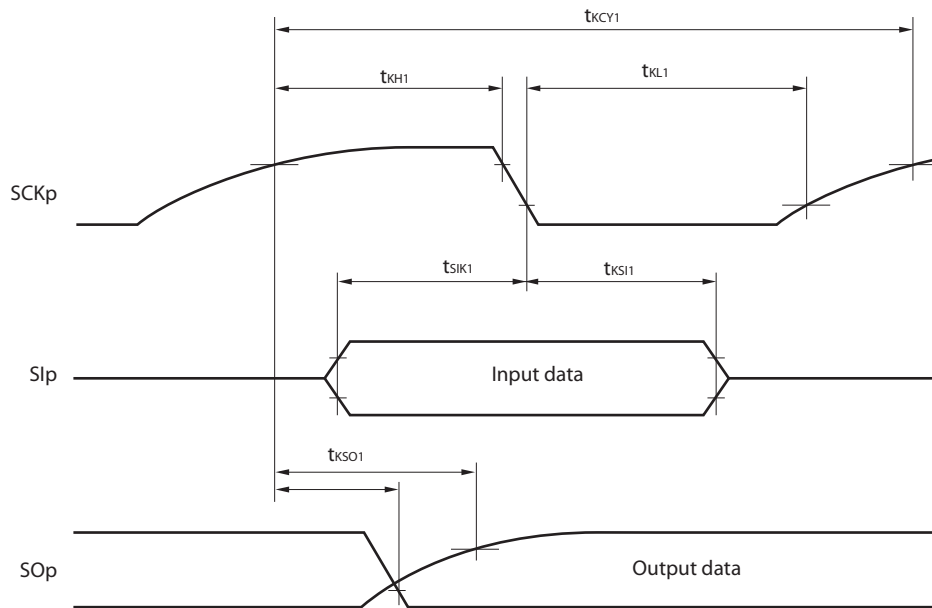 tKCY1
tKH1
tKL1
SCKp
tSIK1
tKSI1
SIp
Input data
tKSO1
SOp
Output data